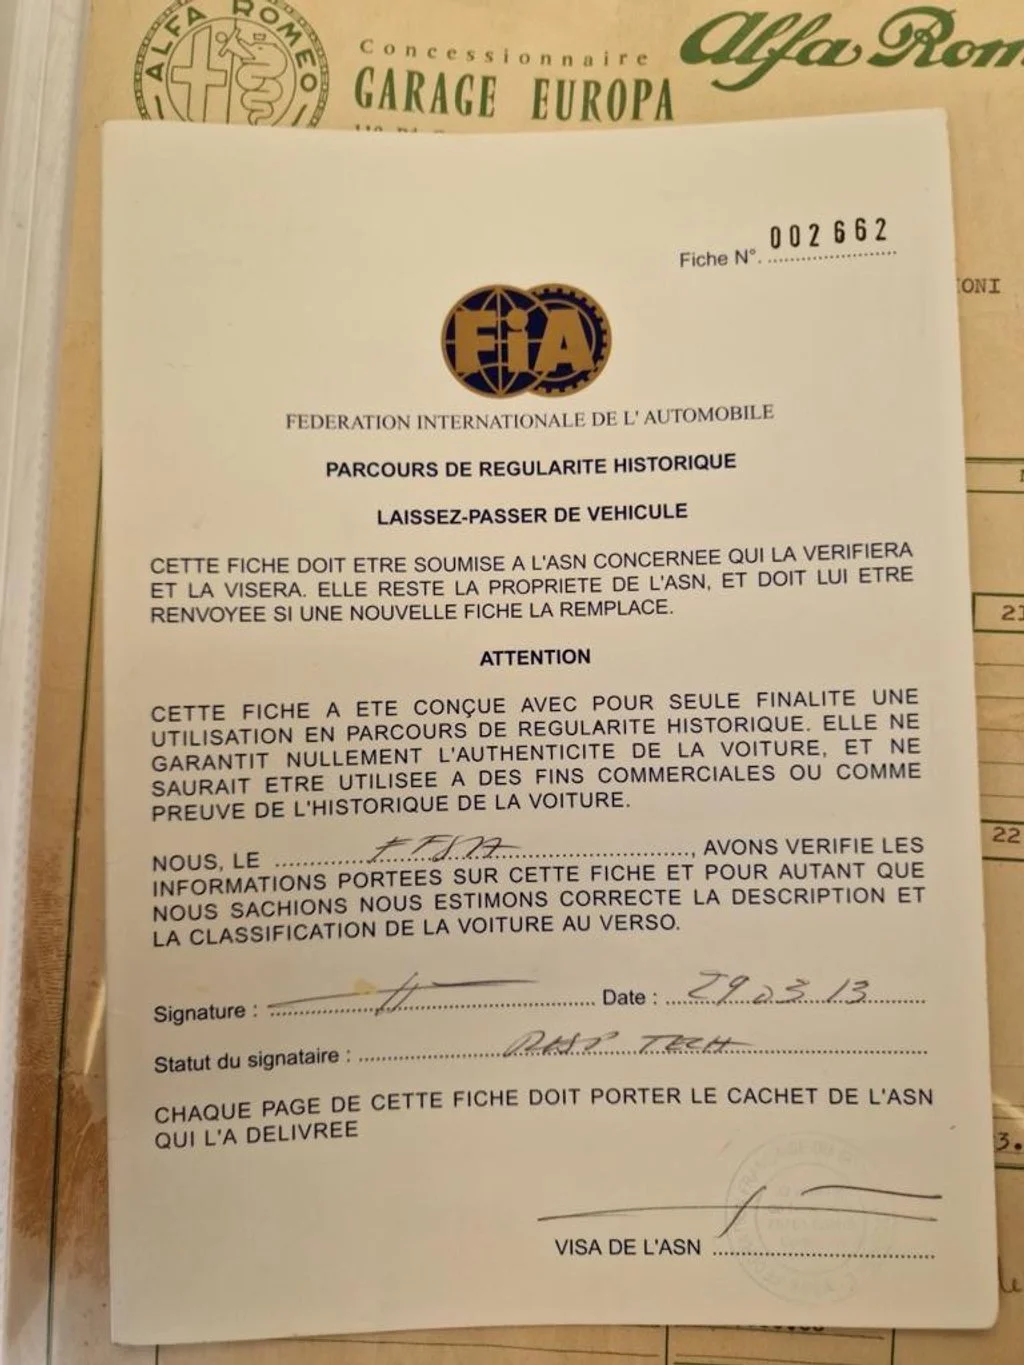 ALFA ROMEO
Concessionnaire
GARAGE EUROPA
Alfa Rom
002662
Fiche N°.
IONI
FiA
FEDERATION INTERNATIONALE DE L' AUTOMOBILE
PARCOURS DE REGULARITE HISTORIQUE
LAISSEZ-PASSER DE VEHICULE
CETTE FICHE DOIT ETRE SOUMISE A L'ASN CONCERNEE QUI LA VERIFIERA
ET LA VISERA. ELLE RESTE LA PROPRIETE DE L'ASN, ET DOIT LUI ETRE
RENVOYEE SI UNE NOUVELLE FICHE LA REMPLACE.
ATTENTION
CETTE FICHE A ETE CONÇUE AVEC POUR SEULE FINALITE UNE
UTILISATION EN PARCOURS DE REGULARITE HISTORIQUE. ELLE NE
GARANTIT NULLEMENT L'AUTHENTICITE DE LA VOITURE, ET NE
SAURAIT ETRE UTILISEE A DES FINS COMMERCIALES OU COMME
PREUVE DE L'HISTORIQUE DE LA VOITURE.
22
NOUS, LE FFSA, AVONS VERIFIE LES
INFORMATIONS PORTEES SUR CETTE FICHE ET POUR AUTANT QUE
NOUS SACHIONS NOUS ESTIMONS CORRECTE LA DESCRIPTION ET
LA CLASSIFICATION DE LA VOITURE AU VERSO.
Signature : Date : 29 03 13
Statut du signataire : RESP TECH
CHAQUE PAGE DE CETTE FICHE DOIT PORTER LE CACHET DE L'ASN
QUI L'A DELIVREE
3.
VISA DE L'ASN